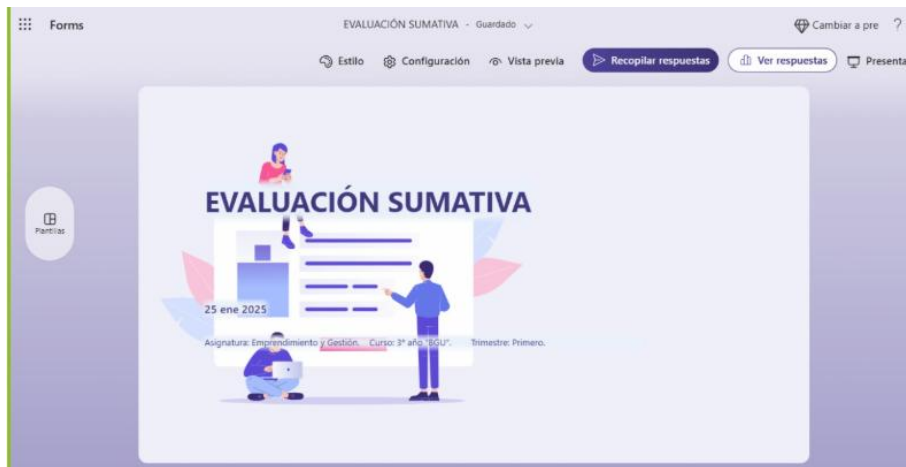 Forms
EVALUACIÓN SUMATIVA - Guardado
Cambiar a pre ?
Estilo
Configuración
Vista previa
Recopilar respuestas
Ver respuestas
Presenta
Plantillas
EVALUACIÓN SUMATIVA
25 ene 2025
Asignatura: Emprendimiento y Gestión. Curso: 3° año "BGU". Trimestre: Primero.